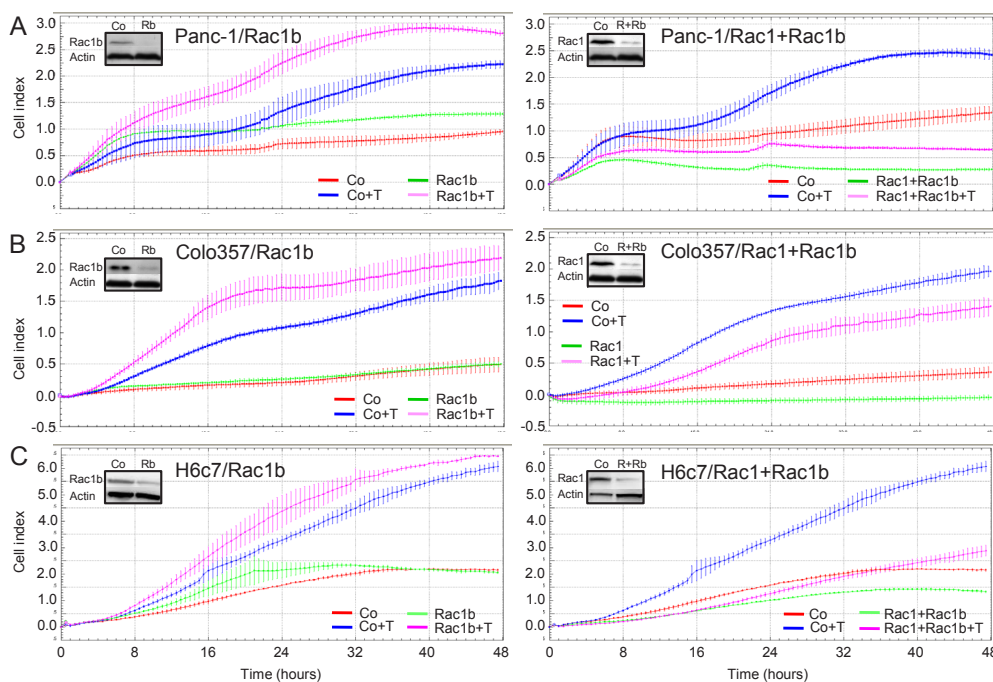 A
Co Rb
Rac1b
Actin
Panc-1/Rac1b
Cell index
3.0
2.5
2.0
1.5
1.0
0.5
0.0
Co
Rac1b
Co+T
Rac1b+T
Co R+Rb
Rac1
Actin
Panc-1/Rac1+Rac1b
3.0
2.5
2.0
1.5
1.0
0.5
0.0
Co
Rac1+Rac1b
Co+T
Rac1+Rac1b+T
B
Co Rb
Rac1b
Actin
Colo357/Rac1b
Cell index
2.5
2.0
1.5
1.0
0.5
0.0
-0.5
Co
Rac1b
Co+T
Rac1b+T
Co R+Rb
Rac1
Actin
Colo357/Rac1+Rac1b
2.5
2.0
1.5
1.0
0.5
0.0
-0.5
Co
Co+T
Rac1
Rac1+T
C
Co Rb
Rac1b
Actin
H6c7/Rac1b
Cell index
6.0
5.0
4.0
3.0
2.0
1.0
0.0
Co
Rac1b
Co+T
Rac1b+T
0 8 16 24 32 40 48
Time (hours)
Co R+Rb
Rac1
Actin
H6c7/Rac1+Rac1b
6.0
5.0
4.0
3.0
2.0
1.0
0.0
Co
Rac1+Rac1b
Co+T
Rac1+Rac1b+T
0 8 16 24 32 40 48
Time (hours)